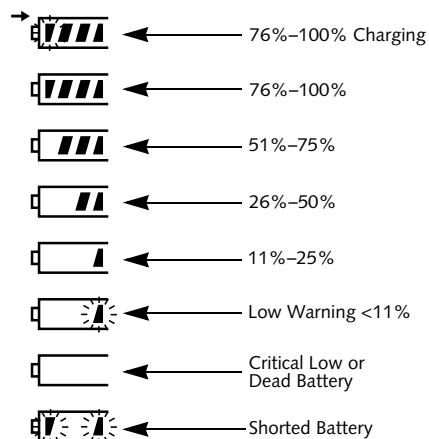 76%–100% Charging
76%–100%
51%–75%
26%–50%
11%–25%
Low Warning <11%
Critical Low or
Dead Battery
Shorted Battery